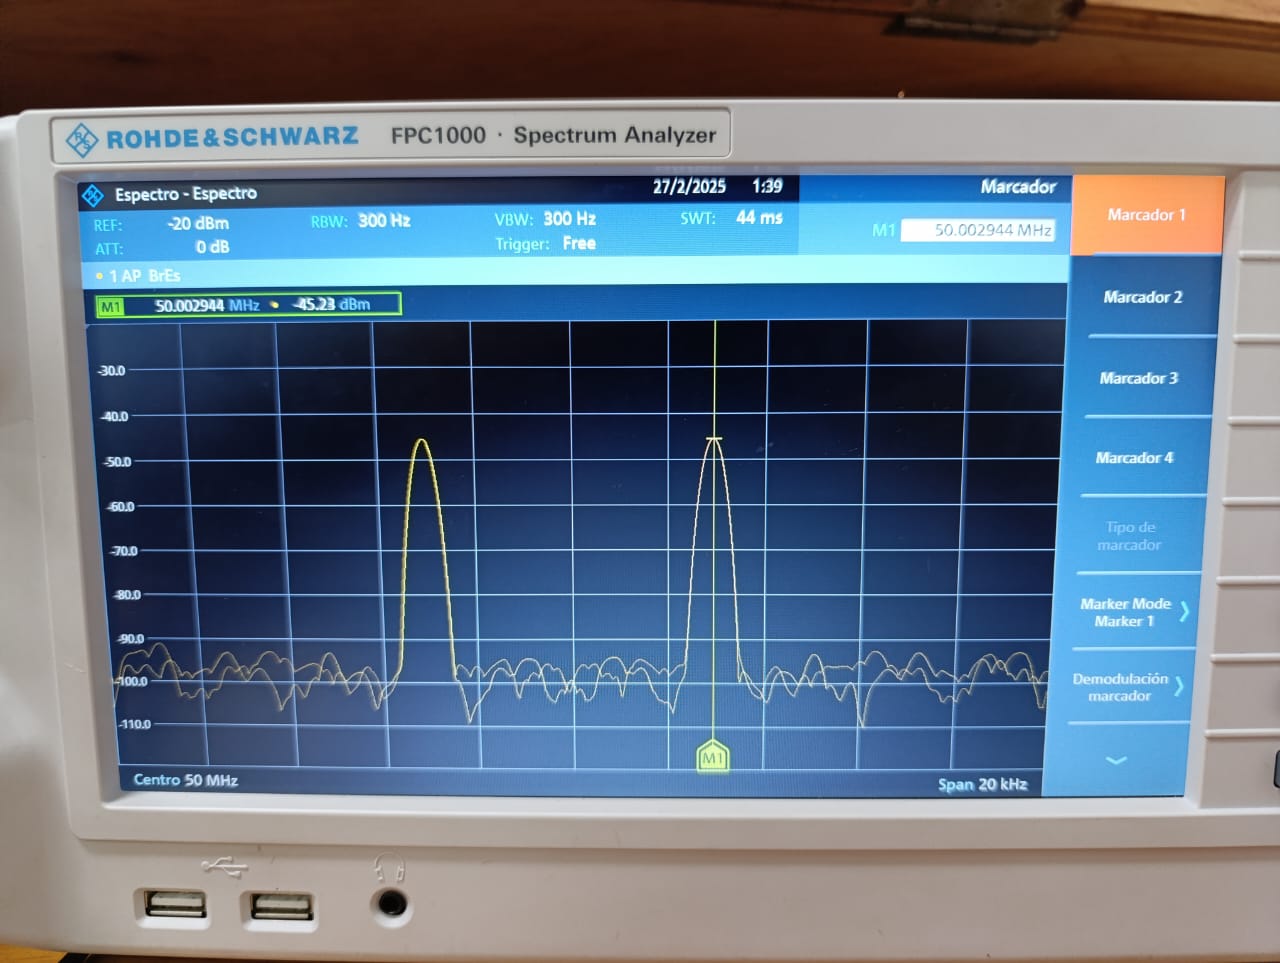 ROHDE&SCHWARZ FPC1000 · Spectrum Analyzer
Espectro - Espectro 27/2/2025 1:39 Marcador
REF: -20 dBm RBW: 300 Hz VBW: 300 Hz SWT: 44 ms M1 50.002944 MHz
ATT: 0 dB Trigger: Free
1 AP BrEs
M1 50.002944 MHz • -45.23 dBm
-30.0
-40.0
-50.0
-60.0
-70.0
-80.0
-90.0
-100.0
-110.0
M1
Centro 50 MHz Span 20 kHz
Marcador 1
Marcador 2
Marcador 3
Marcador 4
Tipo de
marcador
Marker Mode
Marker 1
Demodulación
marcador